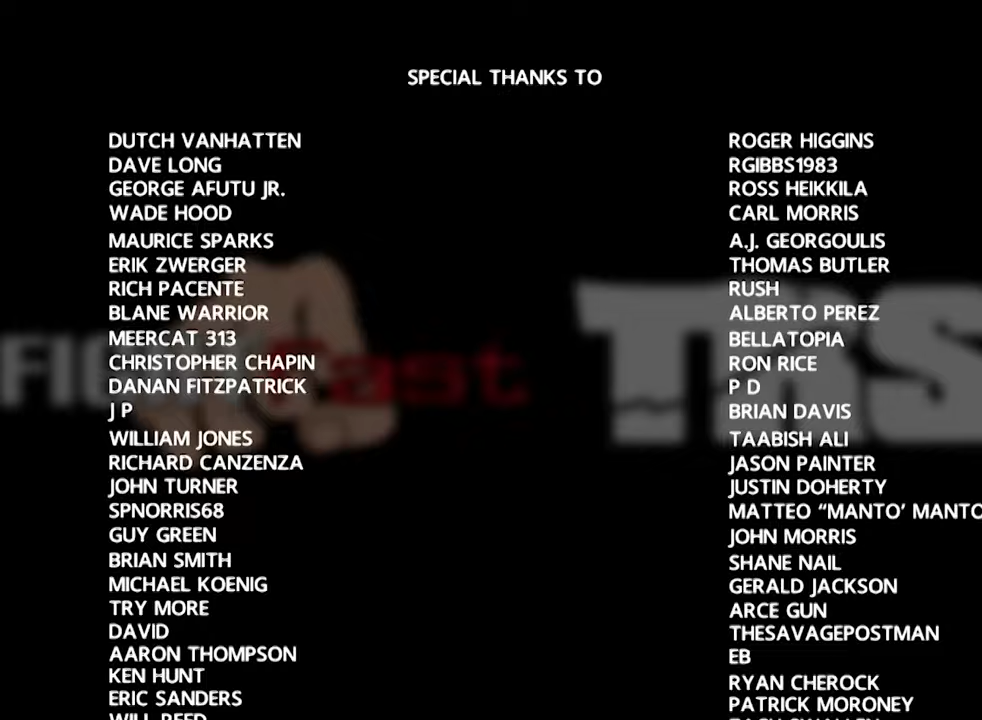 SPECIAL THANKS TO
DUTCH VANHATTEN
DAVE LONG
GEORGE AFUTU JR.
WADE HOOD
MAURICE SPARKS
ERIK ZWERGER
RICH PACENTE
BLANE WARRIOR
MEERCAT 313
CHRISTOPHER CHAPIN
DANAN FITZPATRICK
J P
WILLIAM JONES
RICHARD CANZENZA
JOHN TURNER
SPNORRIS68
GUY GREEN
BRIAN SMITH
MICHAEL KOENIG
TRY MORE
DAVID
AARON THOMPSON
KEN HUNT
ERIC SANDERS
WILL REED
ROGER HIGGINS
RGIBBS1983
ROSS HEIKKILA
CARL MORRIS
A.J. GEORGOULIS
THOMAS BUTLER
RUSH
ALBERTO PEREZ
BELLATOPIA
RON RICE
P D
BRIAN DAVIS
TAABISH ALI
JASON PAINTER
JUSTIN DOHERTY
MATTEO “MANTO’ MANTO
JOHN MORRIS
SHANE NAIL
GERALD JACKSON
ARCE GUN
THESAVAGEPOSTMAN
EB
RYAN CHEROCK
PATRICK MORONEY
Fast
TRS